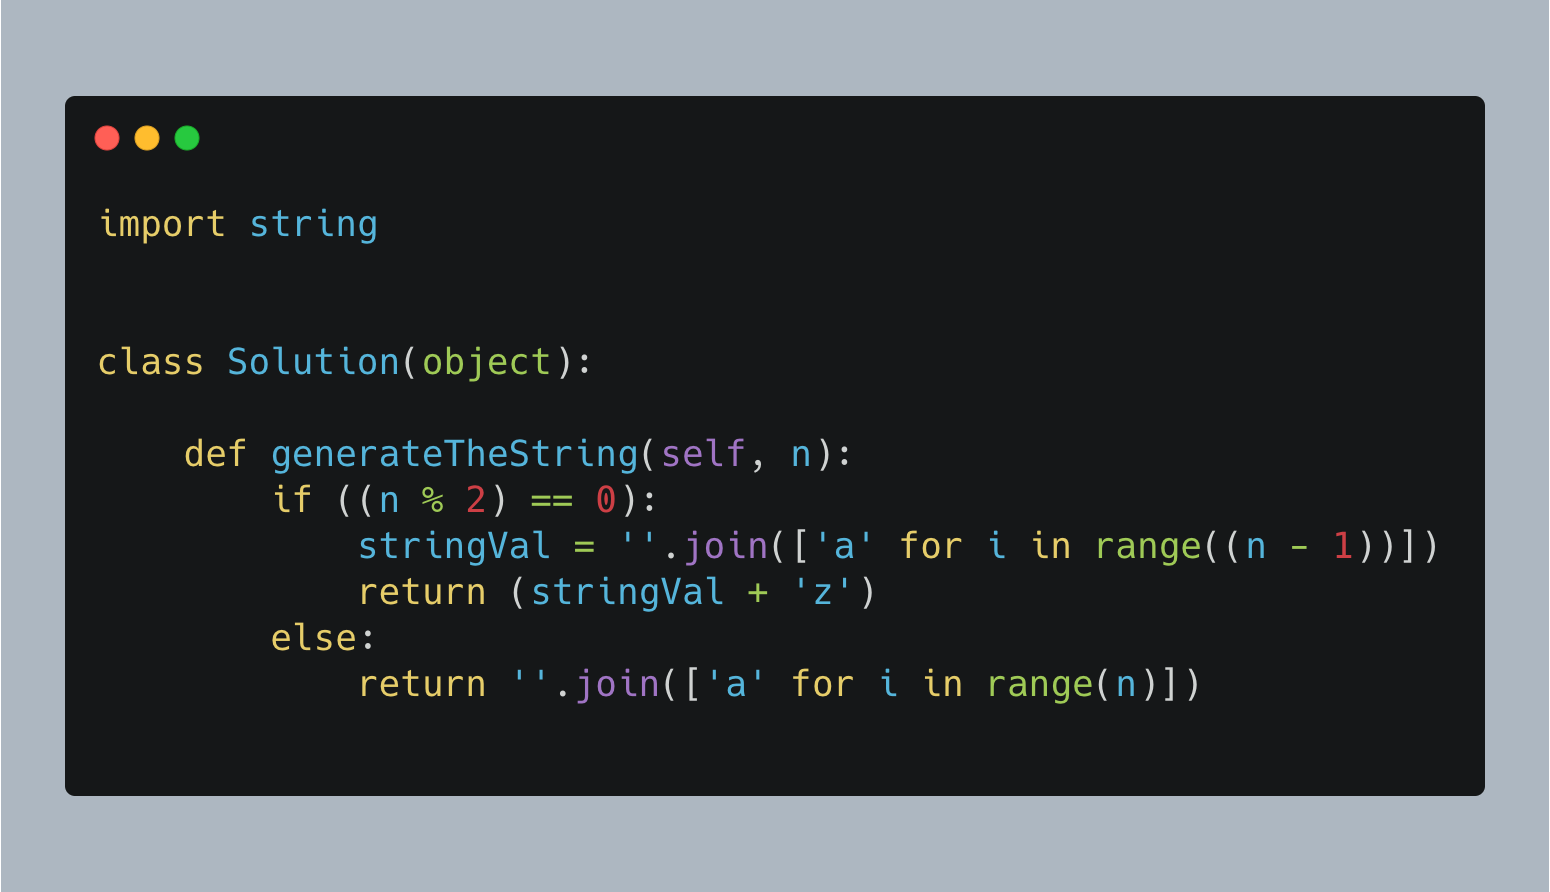 import string
class Solution(object):
    def generateTheString(self, n):
        if ((n % 2) == 0):
            stringVal = ''.join(['a' for i in range((n - 1))])
            return (stringVal + 'z')
        else:
            return ''.join(['a' for i in range(n)])